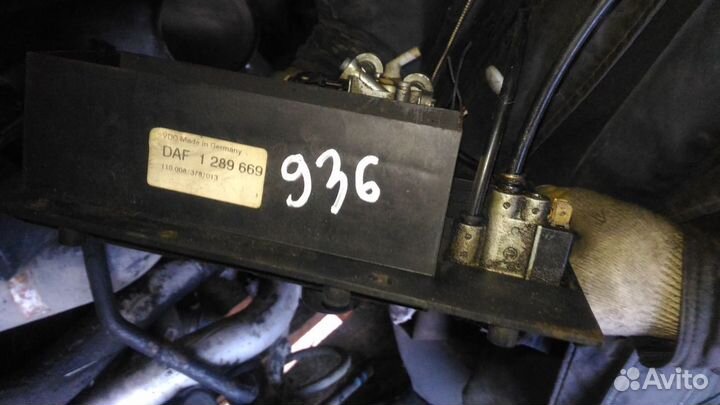 VDO Made in Germany
DAF 1 289 669
110.008/378/013
936
Avito